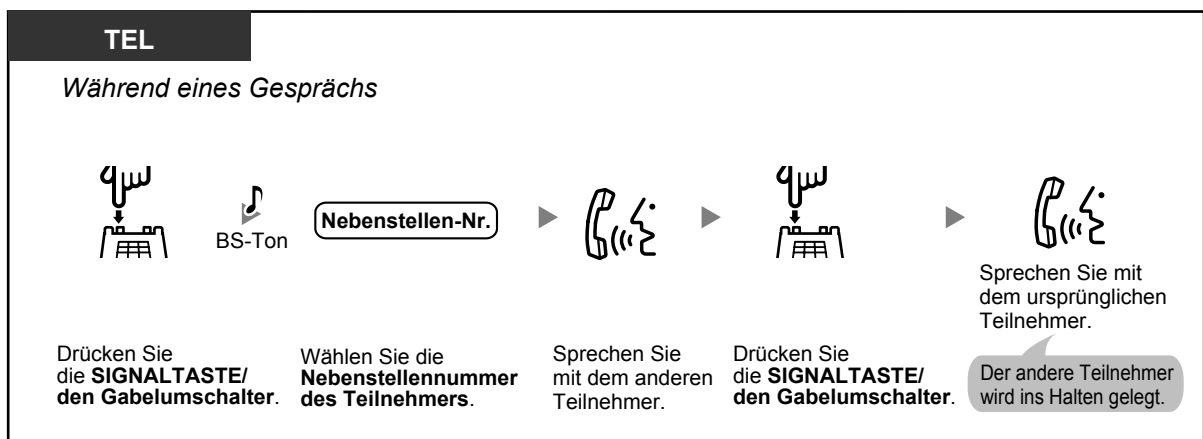 TEL
Während eines Gesprächs
BS-Ton
Nebenstellen-Nr.
Drücken Sie
die SIGNALTASTE/
den Gabelumschalter.
Wählen Sie die
Nebenstellennummer
des Teilnehmers.
Sprechen Sie
mit dem anderen
Teilnehmer.
Drücken Sie
die SIGNALTASTE/
den Gabelumschalter.
Sprechen Sie mit
dem ursprünglichen
Teilnehmer.
Der andere Teilnehmer
wird ins Halten gelegt.